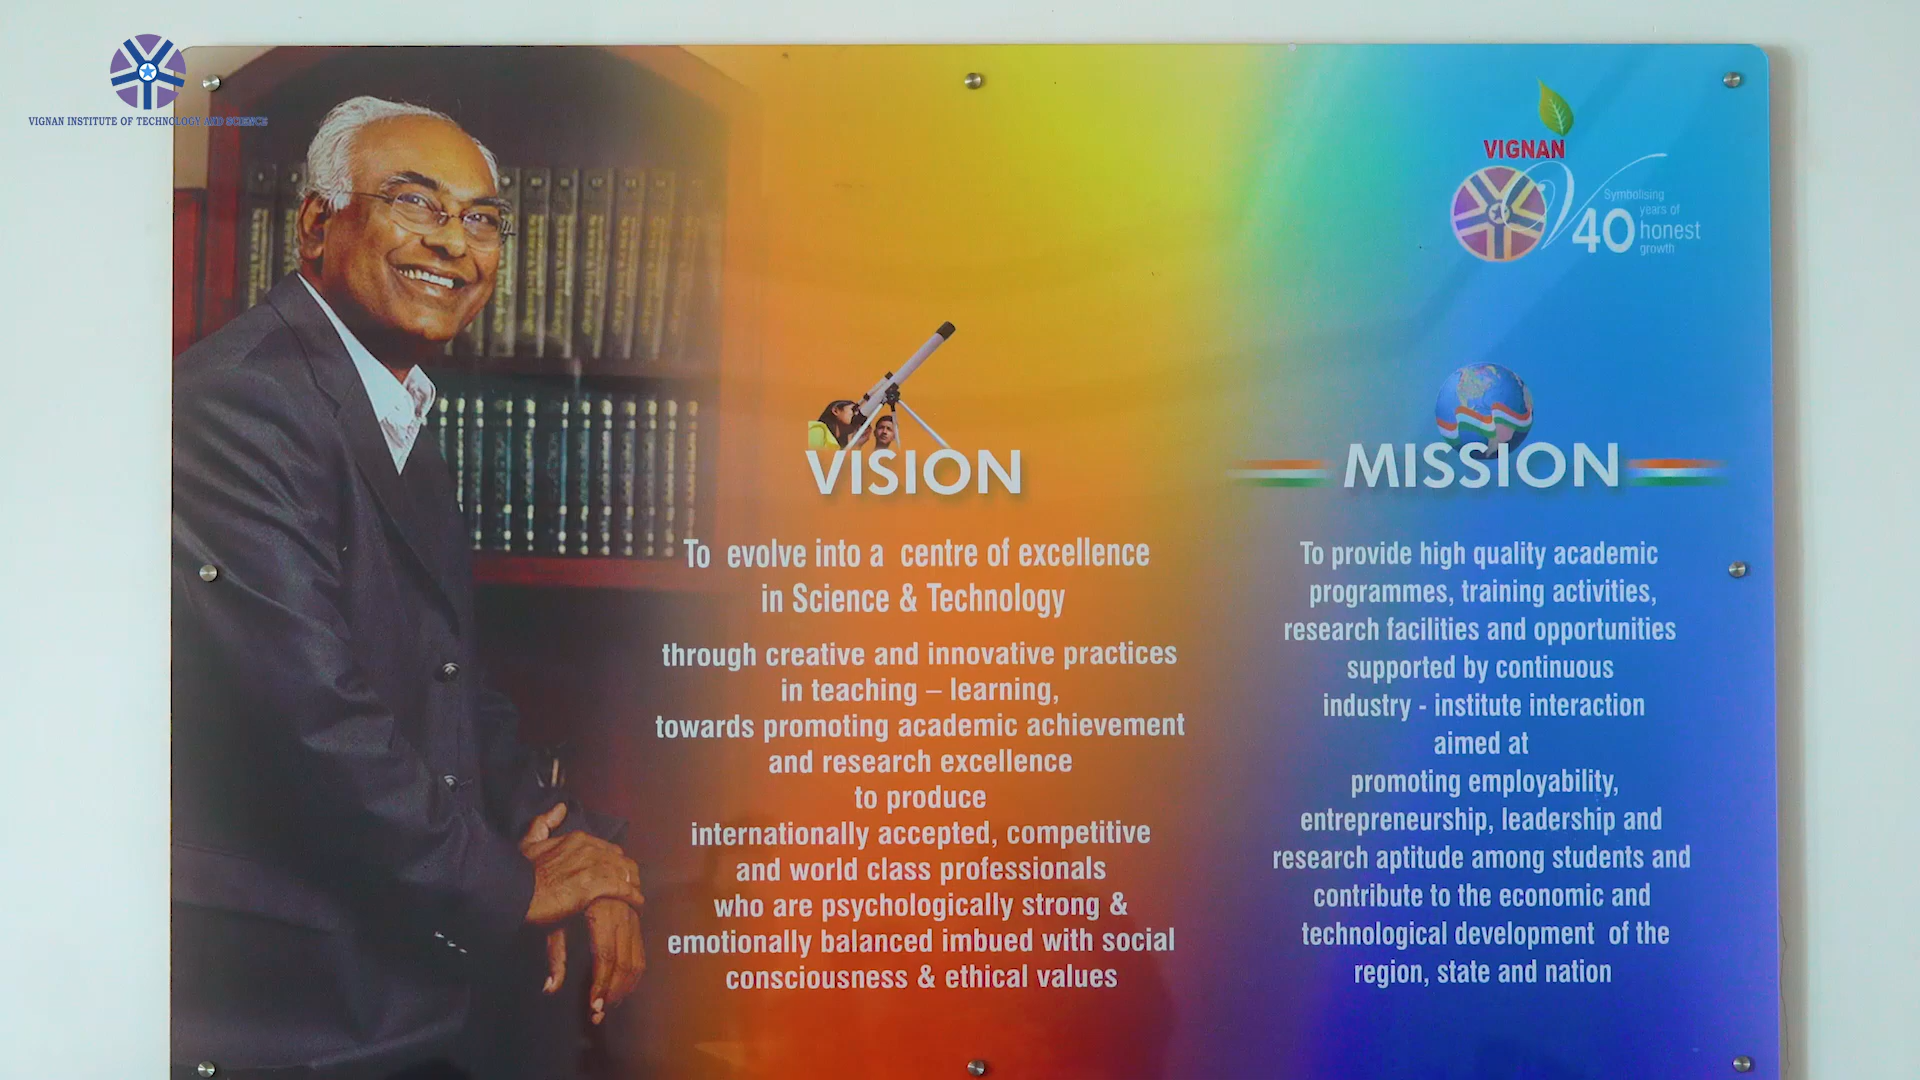 VIGNAN INSTITUTE OF TECHNOLOGY AND SCIENCE
VIGNAN
Symbolising
40 years of
honest
growth
VISION
To evolve into a centre of excellence
in Science & Technology
through creative and innovative practices
in teaching – learning,
towards promoting academic achievement
and research excellence
to produce
internationally accepted, competitive
and world class professionals
who are psychologically strong &
emotionally balanced imbued with social
consciousness & ethical values
MISSION
To provide high quality academic
programmes, training activities,
research facilities and opportunities
supported by continuous
industry - institute interaction
aimed at
promoting employability,
entrepreneurship, leadership and
research aptitude among students and
contribute to the economic and
technological development of the
region, state and nation